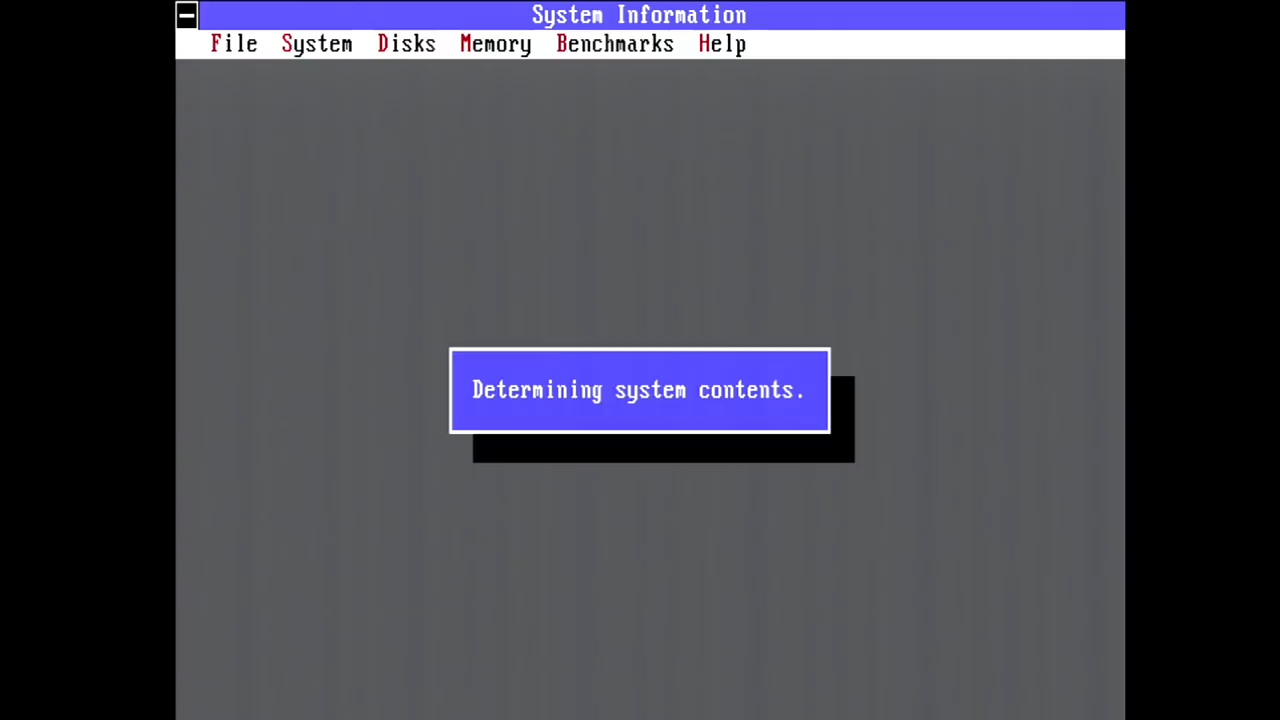 System Information
File System Disks Memory Benchmarks Help
Determining system contents.